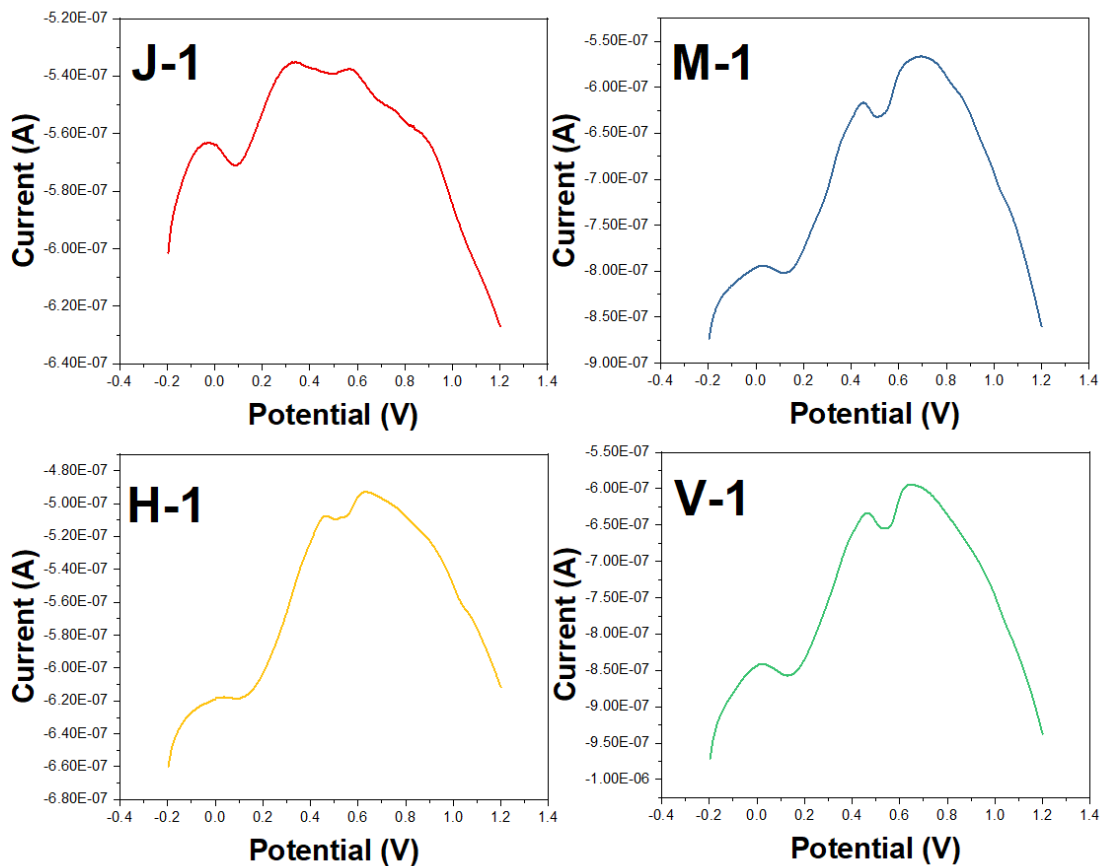 J-1
Current (A)
-5.20E-07
-5.40E-07
-5.60E-07
-5.80E-07
-6.00E-07
-6.20E-07
-6.40E-07
-0.4 -0.2 0.0 0.2 0.4 0.6 0.8 1.0 1.2 1.4
Potential (V)
M-1
Current (A)
-5.50E-07
-6.00E-07
-6.50E-07
-7.00E-07
-7.50E-07
-8.00E-07
-8.50E-07
-9.00E-07
-0.4 -0.2 0.0 0.2 0.4 0.6 0.8 1.0 1.2 1.4
Potential (V)
H-1
Current (A)
-4.80E-07
-5.00E-07
-5.20E-07
-5.40E-07
-5.60E-07
-5.80E-07
-6.00E-07
-6.20E-07
-6.40E-07
-6.60E-07
-6.80E-07
-0.4 -0.2 0.0 0.2 0.4 0.6 0.8 1.0 1.2 1.4
Potential (V)
V-1
Current (A)
-5.50E-07
-6.00E-07
-6.50E-07
-7.00E-07
-7.50E-07
-8.00E-07
-8.50E-07
-9.00E-07
-9.50E-07
-1.00E-06
-0.4 -0.2 0.0 0.2 0.4 0.6 0.8 1.0 1.2 1.4
Potential (V)